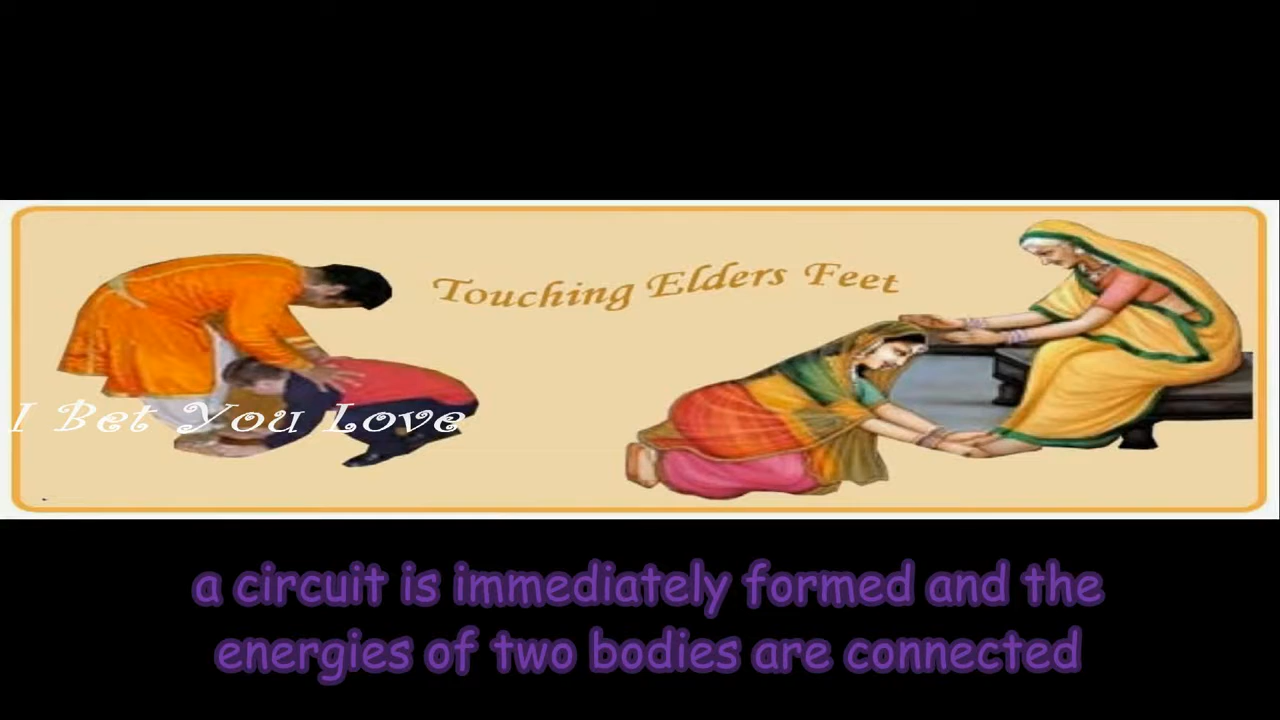 Touching Elders Feet
I Bet You Love
a circuit is immediately formed and the
energies of two bodies are connected